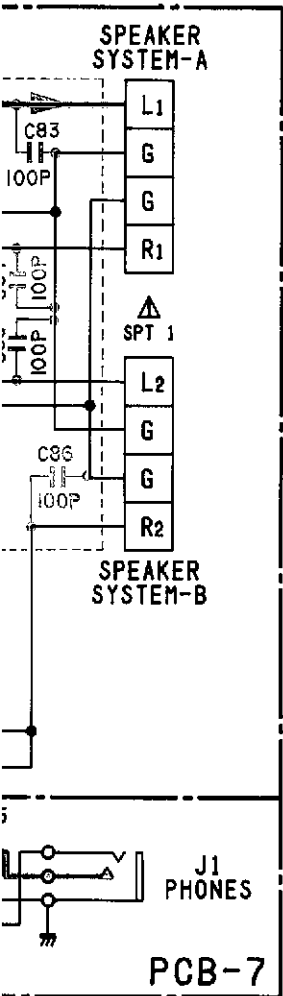 SPEAKER
SYSTEM-A
L1
C83
G
100P
G
R1
100P
SPT 1
100P
L2
G
C86
G
100P
R2
SPEAKER
SYSTEM-B
J1
PHONES
PCB-7